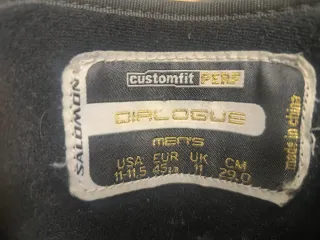 customfit PERF
DIALOGUE
MEN'S
USA EUR UK CM
11-11.5 45 1/3 11 29.0
SALOMON
made in china